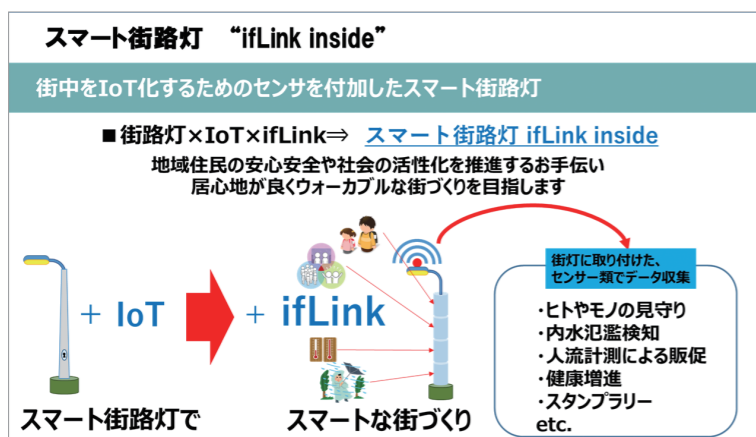 スマート街路灯 “ifLink inside”
街中をIoT化するためのセンサを付加したスマート街路灯
■街路灯×IoT×ifLink⇒ スマート街路灯 ifLink inside
地域住民の安心安全や社会の活性化を推進するお手伝い
居心地が良くウォーカブルな街づくりを目指します
街灯に取り付けた、
センサー類でデータ収集
+ IoT
+ ifLink
・ヒトやモノの見守り
・内水氾濫検知
・人流計測による販促
・健康増進
・スタンプラリー
etc.
スマート街路灯で
スマートな街づくり